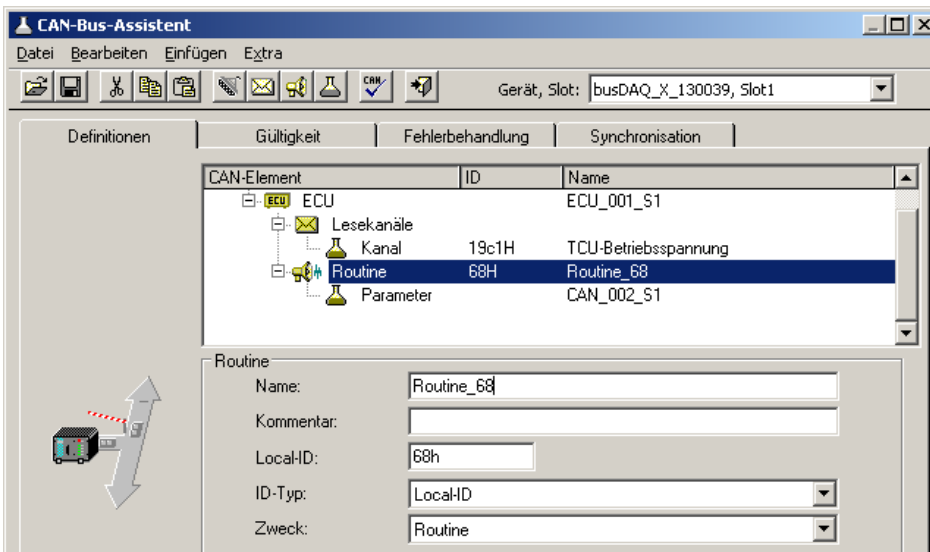 CAN-Bus-Assistent
Datei Bearbeiten Einfügen Extra
CAN Gerät, Slot: busDAQ_X_130039, Slot1
Definitionen Gültigkeit Fehlerbehandlung Synchronisation
CAN-Element ID Name
ECU ECU ECU_001_S1
Lesekanäle
Kanal 19c1H TCU-Betriebsspannung
Routine 68H Routine_68
Parameter CAN_002_S1
Routine
Name: Routine_68
Kommentar:
Local-ID: 68h
ID-Typ: Local-ID
Zweck: Routine